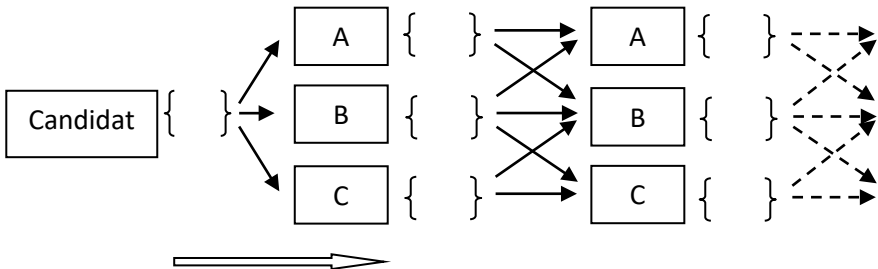 A { } A { }
Candidat { } B { } B { }
C { } C { }